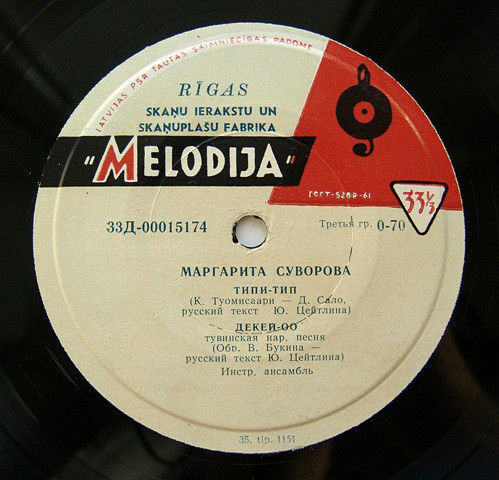 LATVIJAS PSR TAUTAS SAIMNIECĪBAS PADOME
RĪGAS
SKAŅU IERAKSTU UN
SKAŅUPLAŠU FABRIKA
"MELODIJA"
ГОСТ-5289-61
33⅓
33Д-00015174
Третья гр. 0-70
МАРГАРИТА СУВОРОВА
ТИПИ-ТИП
(К. Туомисаари — Д. Сало,
русский текст Ю. Цейтлина)
ДЕКЕЙ-ОО
тувинская нар. песня
(Обр. В. Букина —
русский текст Ю. Цейтлина)
Инстр. ансамбль
35. tip. 1151